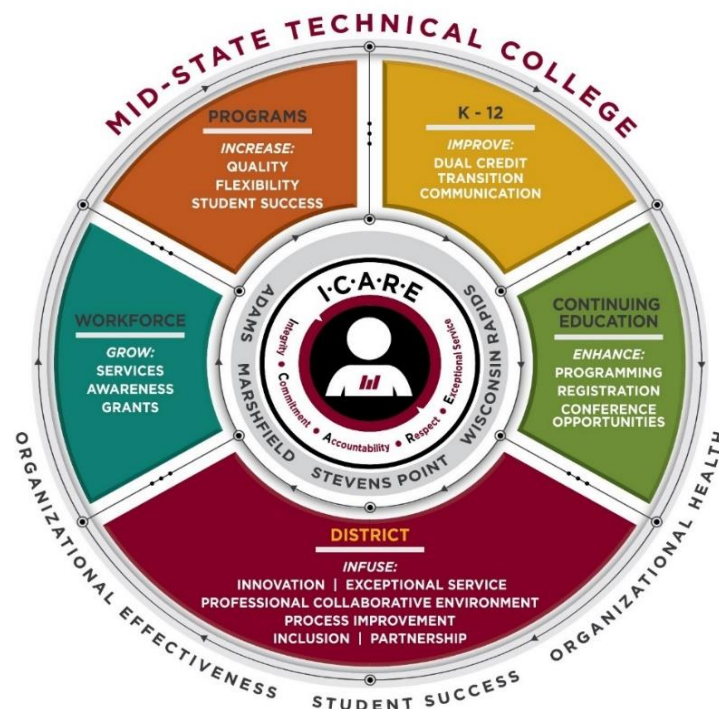 MID-STATE TECHNICAL COLLEGE
PROGRAMS
INCREASE:
QUALITY
FLEXIBILITY
STUDENT SUCCESS
K - 12
IMPROVE:
DUAL CREDIT
TRANSITION
COMMUNICATION
WORKFORCE
GROW:
SERVICES
AWARENESS
GRANTS
CONTINUING
EDUCATION
ENHANCE:
PROGRAMMING
REGISTRATION
CONFERENCE
OPPORTUNITIES
I•C•A•R•E
Integrity • Commitment • Accountability • Respect • Exceptional Service
ADAMS
MARSHFIELD
STEVENS POINT
WISCONSIN RAPIDS
DISTRICT
INFUSE:
INNOVATION | EXCEPTIONAL SERVICE
PROFESSIONAL COLLABORATIVE ENVIRONMENT
PROCESS IMPROVEMENT
INCLUSION | PARTNERSHIP
ORGANIZATIONAL EFFECTIVENESS
STUDENT SUCCESS
ORGANIZATIONAL HEALTH